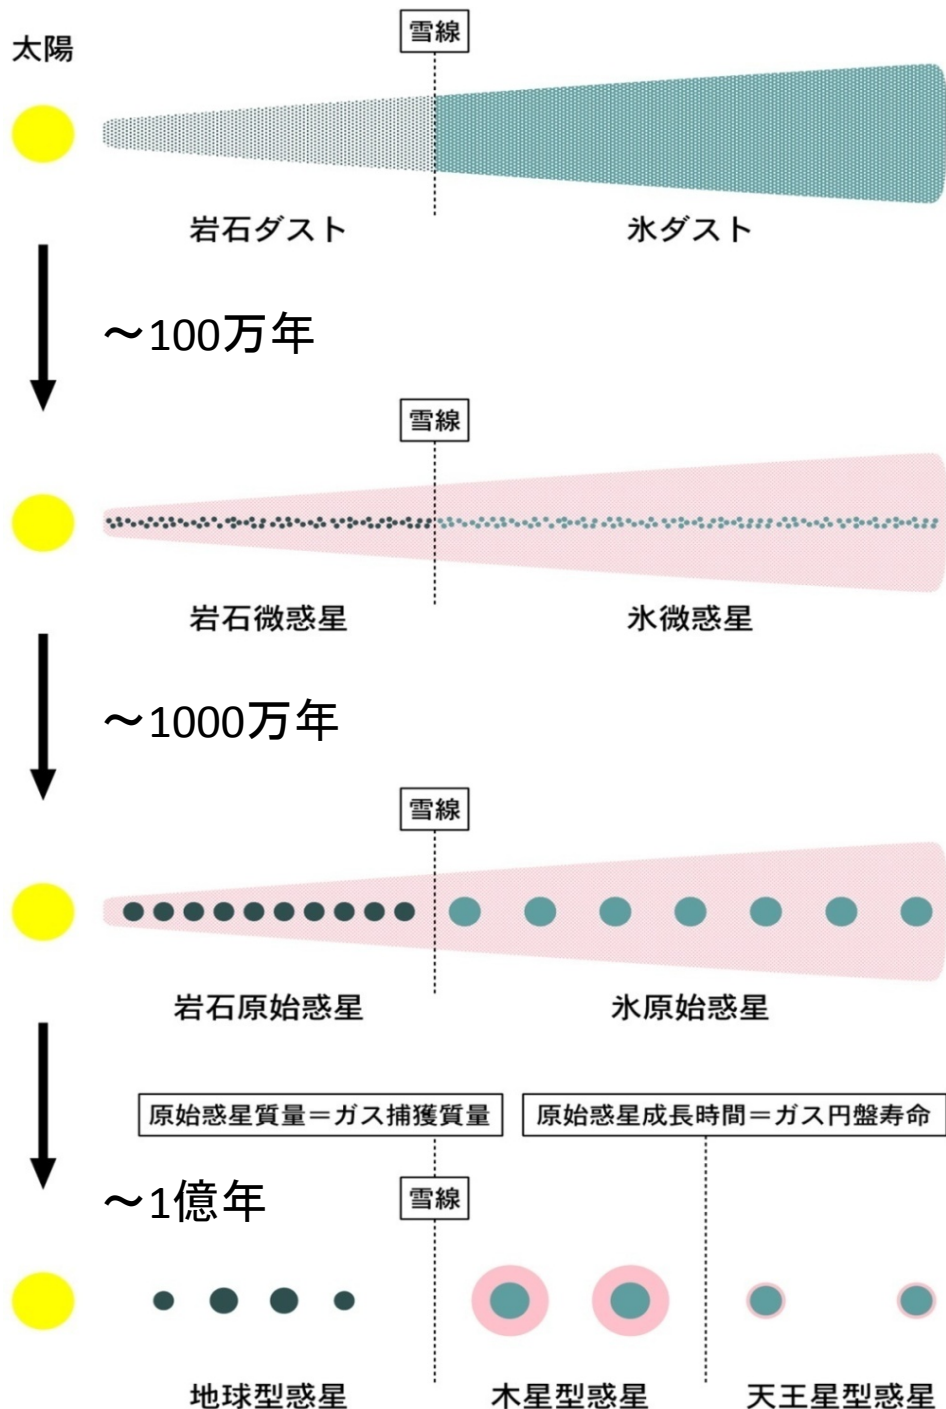 雪線
太陽
岩石ダスト
氷ダスト
～100万年
雪線
岩石微惑星
氷微惑星
～1000万年
雪線
岩石原始惑星
氷原始惑星
原始惑星質量＝ガス捕獲質量
原始惑星成長時間＝ガス円盤寿命
～1億年
雪線
地球型惑星
木星型惑星
天王星型惑星